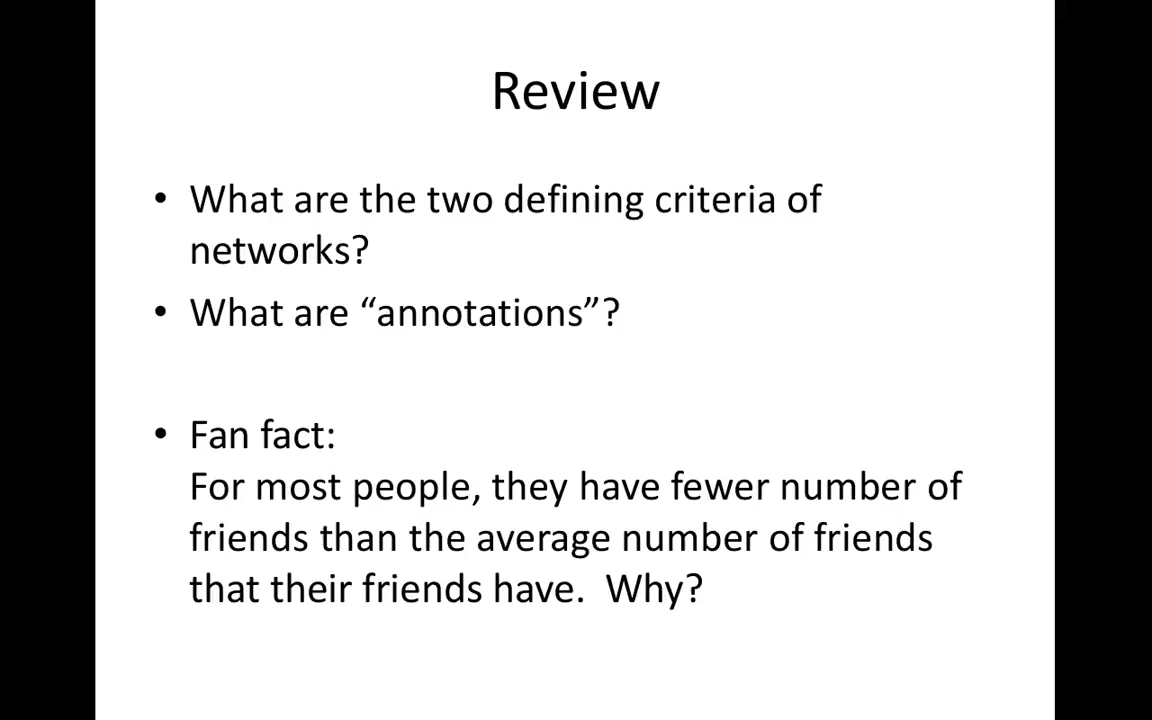 Review
• What are the two defining criteria of
networks?
• What are “annotations”?
• Fan fact:
For most people, they have fewer number of
friends than the average number of friends
that their friends have.  Why?